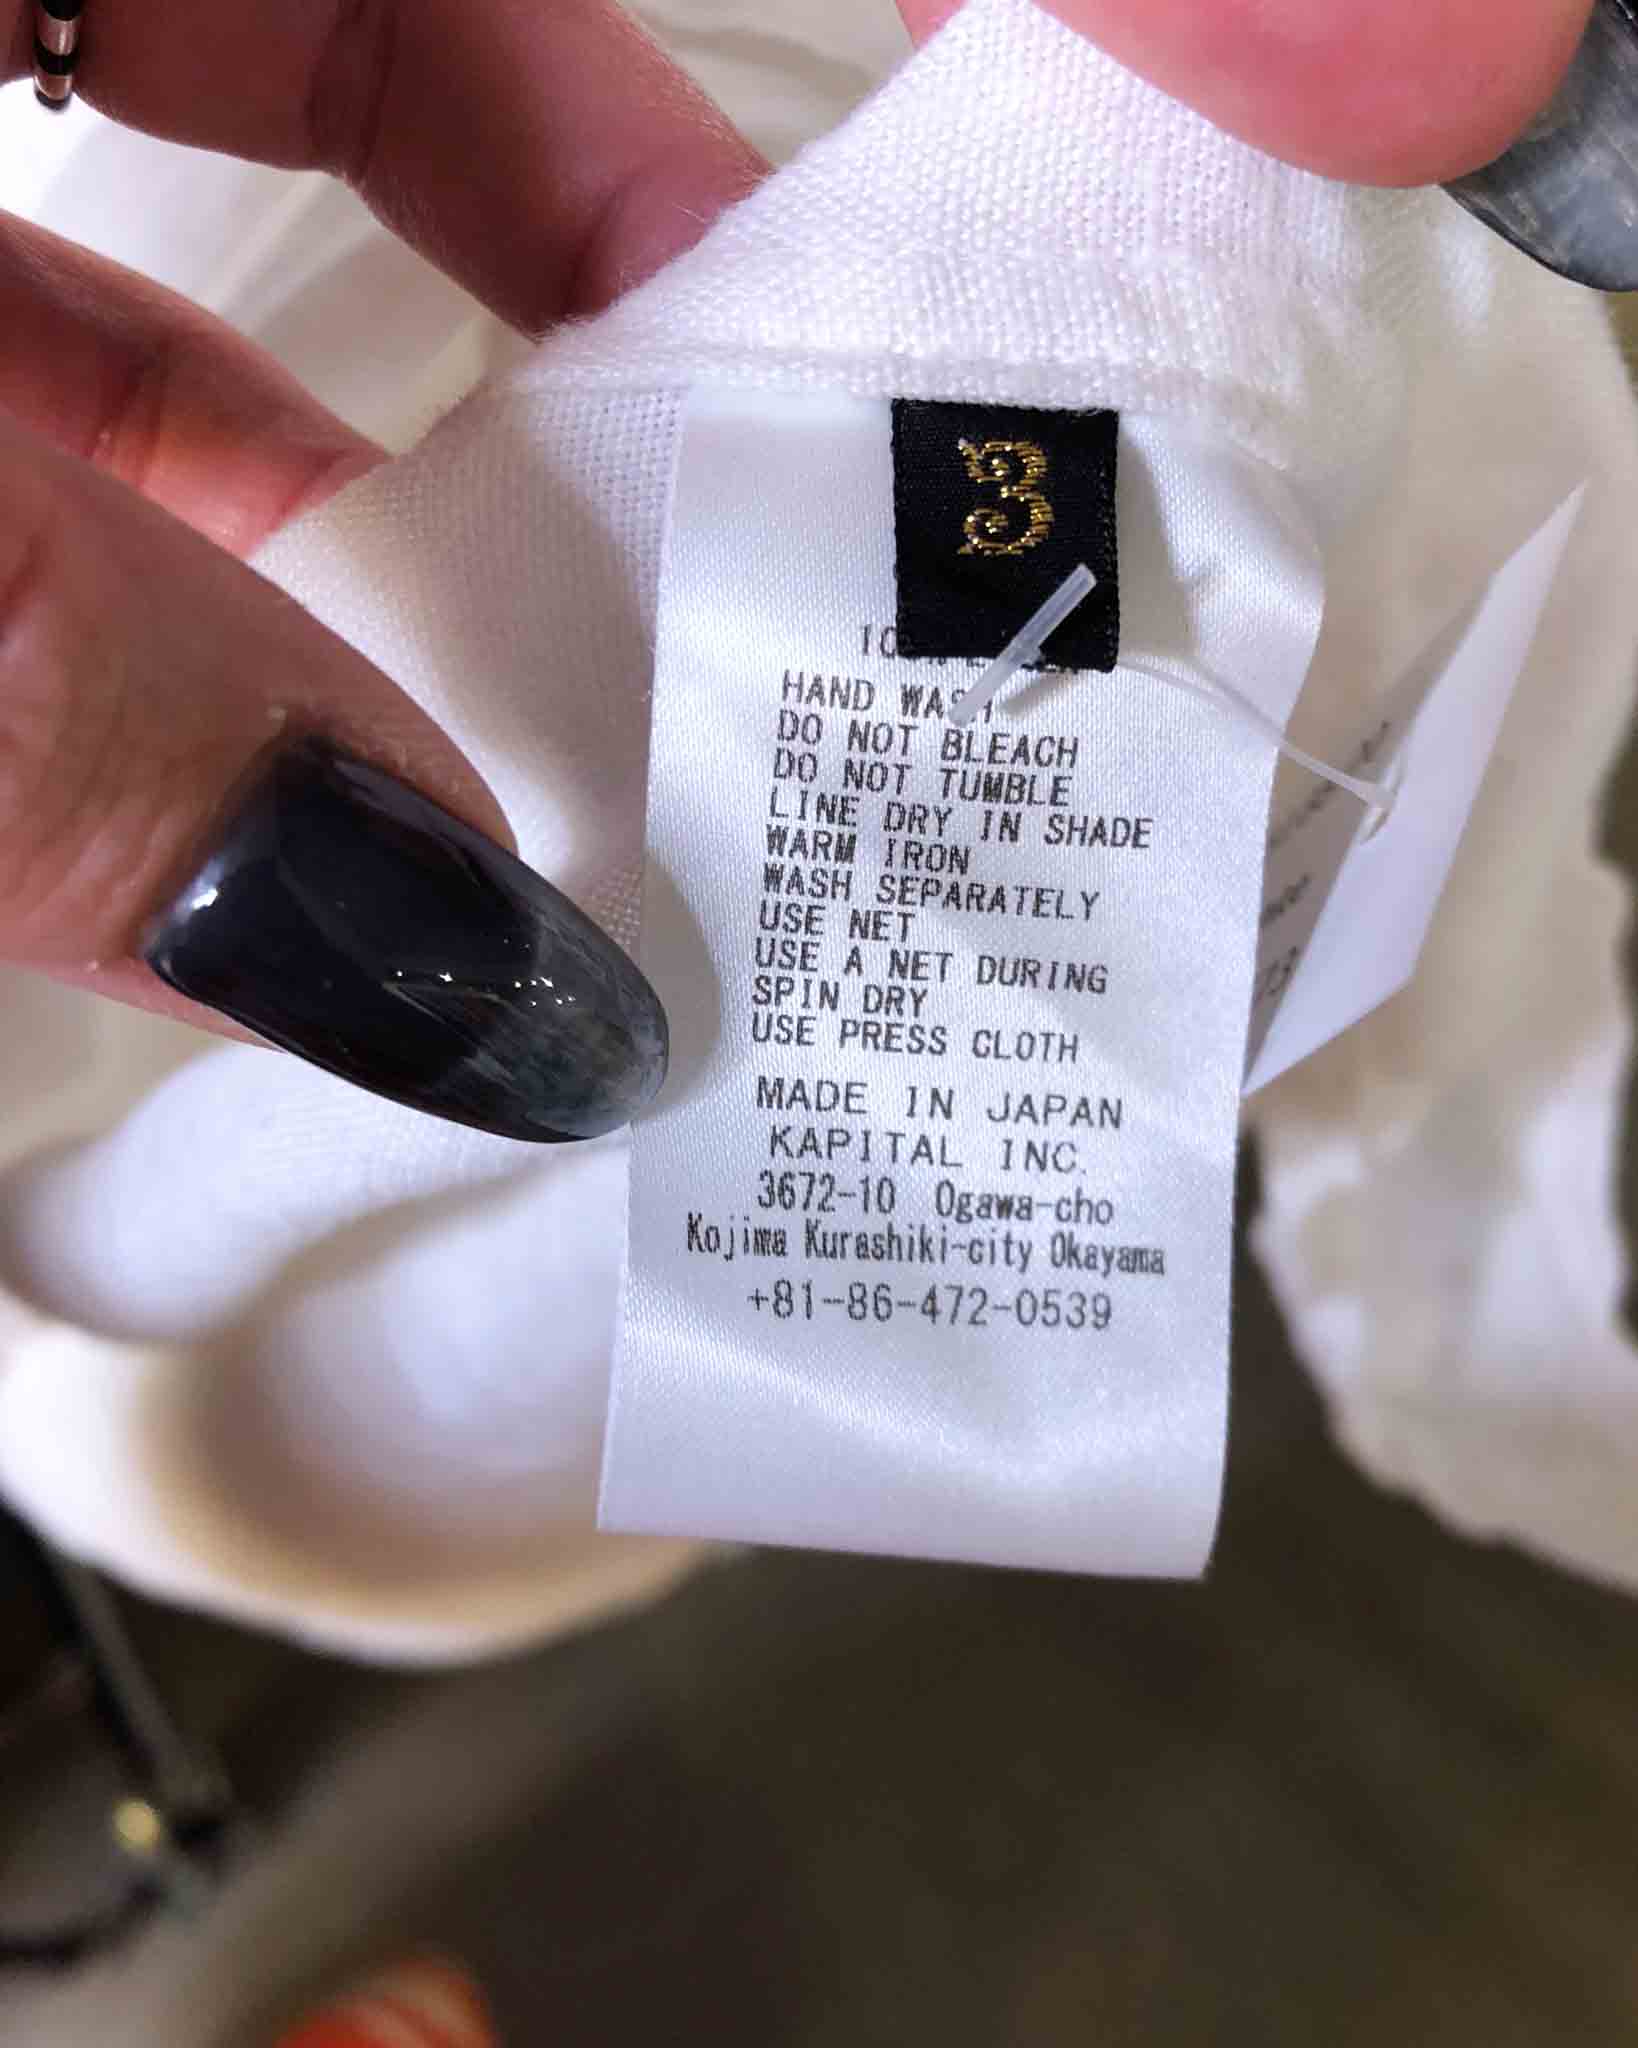 3
HAND WASH
DO NOT BLEACH
DO NOT TUMBLE
LINE DRY IN SHADE
WARM IRON
WASH SEPARATELY
USE NET
USE A NET DURING
SPIN DRY
USE PRESS CLOTH
MADE IN JAPAN
KAPITAL INC.
3672-10 Ogawa-cho
Kojima Kurashiki-city Okayama
+81-86-472-0539